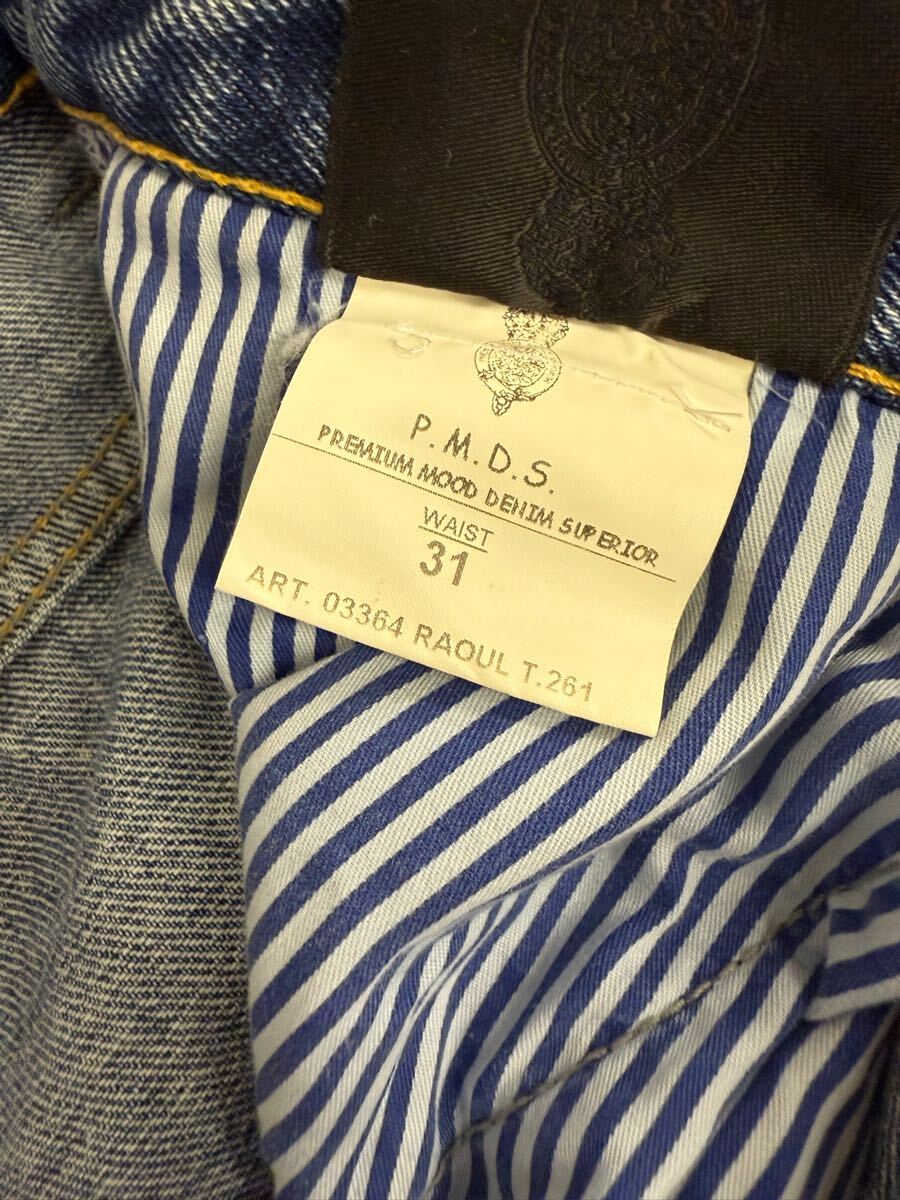 P.M.D.S.
PREMIUM MOOD DENIM SUPERIOR
WAIST
31
ART. 03364 RAOUL T.261